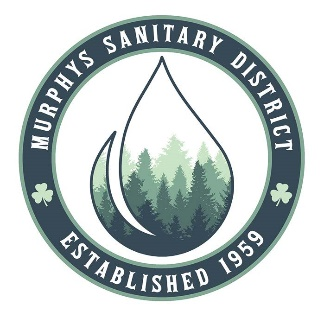 MURPHYS SANITARY DISTRICT
ESTABLISHED 1959